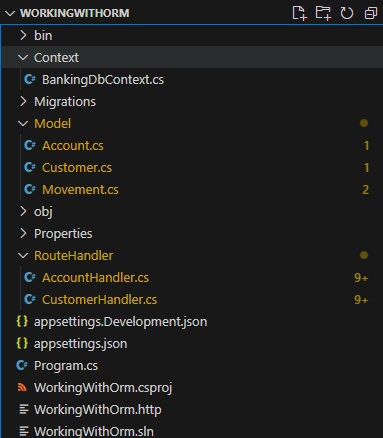 WORKINGWITHORM
bin
Context
C# BankingDbContext.cs
Migrations
Model
C# Account.cs 1
C# Customer.cs 1
C# Movement.cs 2
obj
Properties
RouteHandler
C# AccountHandler.cs 9+
C# CustomerHandler.cs 9+
{} appsettings.Development.json
{} appsettings.json
C# Program.cs
WorkingWithOrm.csproj
WorkingWithOrm.http
WorkingWithOrm.sln